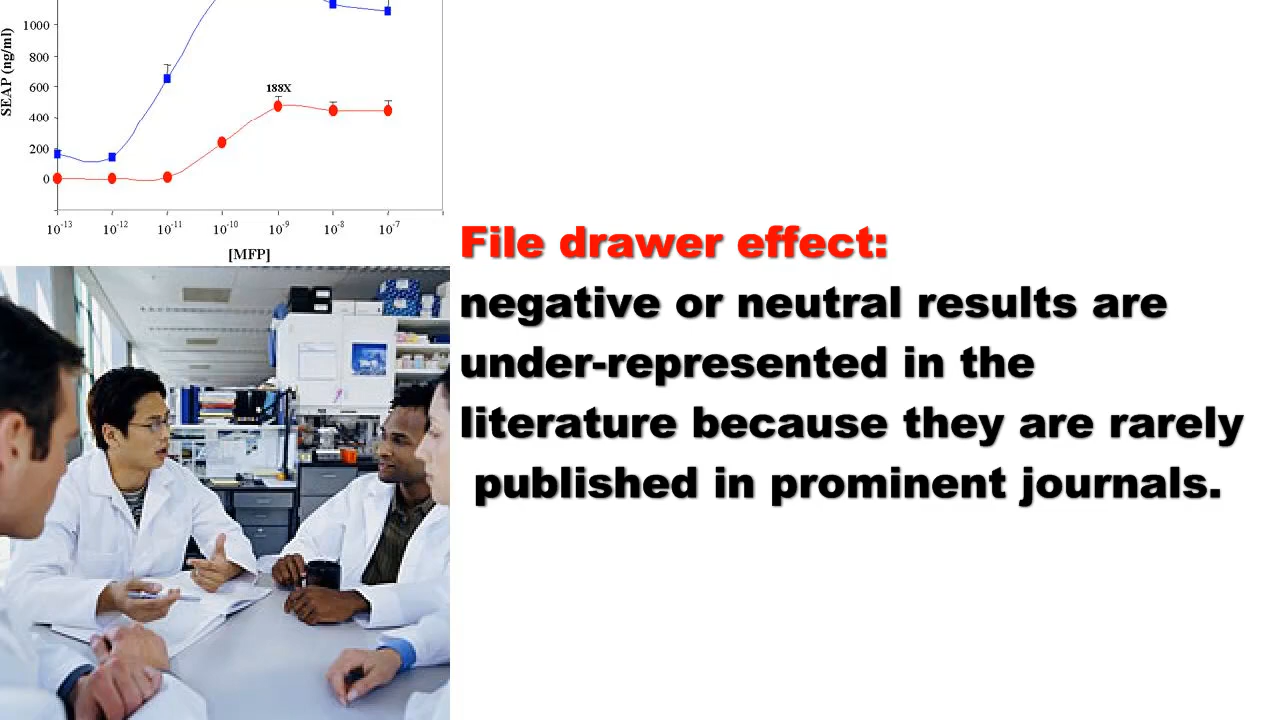 1000
800
600
400
200
0
SEAP (ng/ml)
188X
10-13 10-12 10-11 10-10 10-9 10-8 10-7
[MFP]
File drawer effect:
negative or neutral results are
under-represented in the
literature because they are rarely
published in prominent journals.